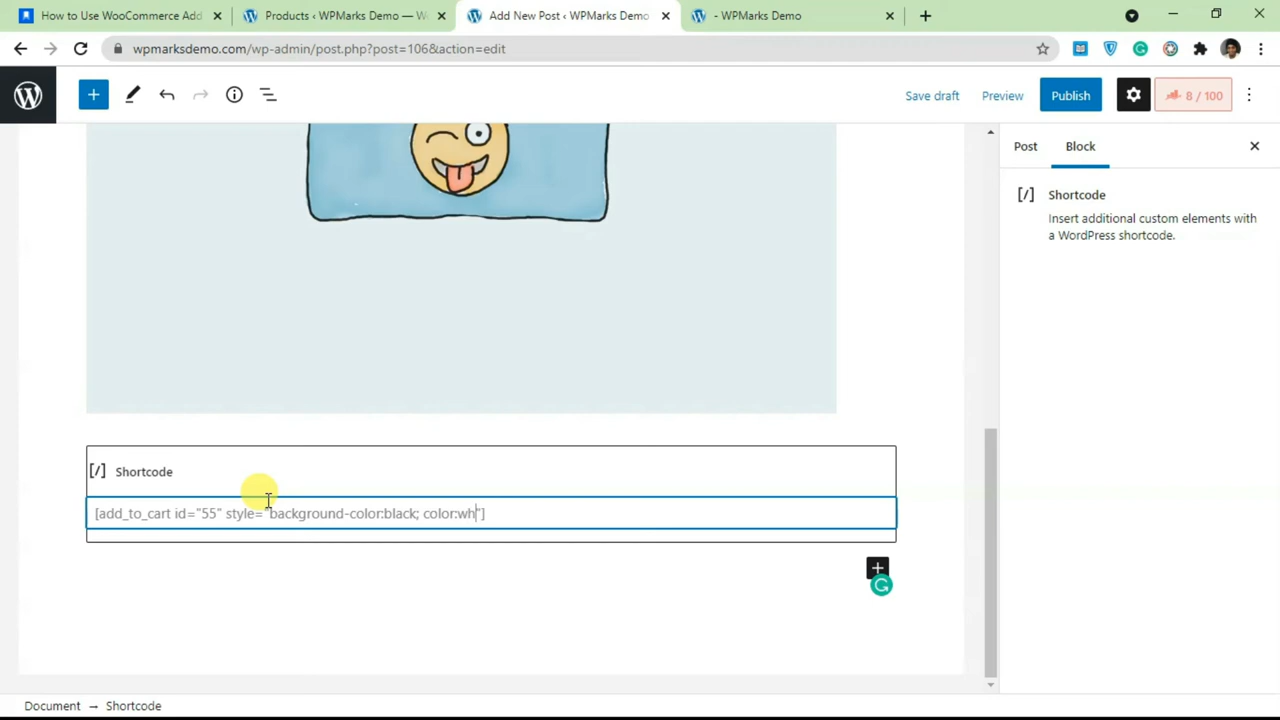 How to Use WooCommerce Add
Products ‹ WPMarks Demo — W
Add New Post ‹ WPMarks Demo
- WPMarks Demo
wpmarksdemo.com/wp-admin/post.php?post=106&action=edit
Save draft
Preview
Publish
8 / 100
Post
Block
[/] Shortcode
Insert additional custom elements with
a WordPress shortcode.
[/] Shortcode
[add_to_cart id="55" style="background-color:black; color:wh"]
Document → Shortcode